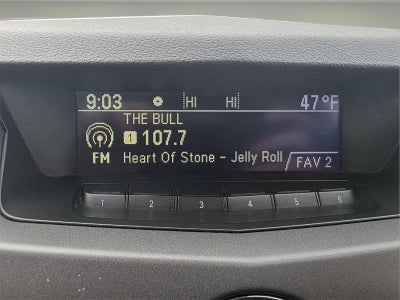 9:03 HI HI 47°F
THE BULL
1 107.7
FM Heart Of Stone - Jelly Roll FAV 2
1 2 3 4 5 6